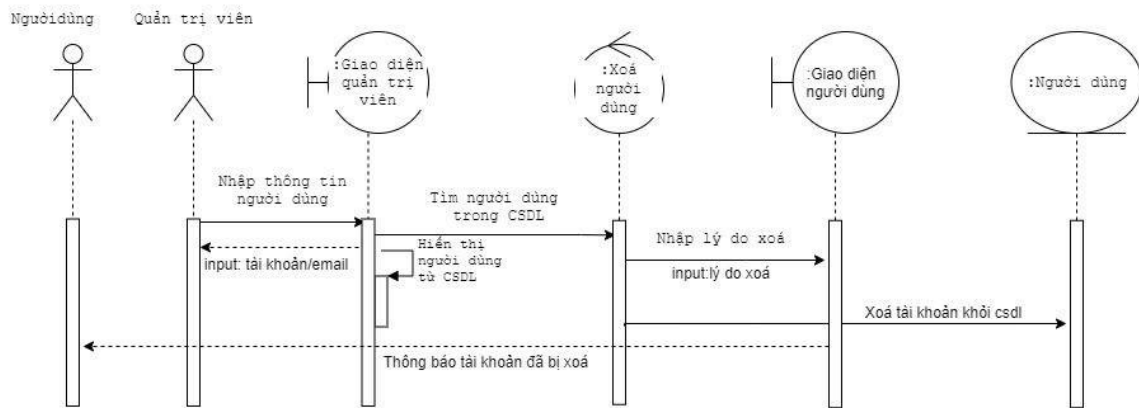 Ngườidùng
Quản trị viên
:Giao diện
quản trị
viên
:Xoá
người
dùng
:Giao diện
người dùng
:Người dùng
Nhập thông tin
người dùng
Tìm người dùng
trong CSDL
Hiển thị
người dùng
từ CSDL
input: tài khoản/email
Nhập lý do xoá
input:lý do xoá
Xoá tài khoản khỏi csdl
Thông báo tài khoản đã bị xoá